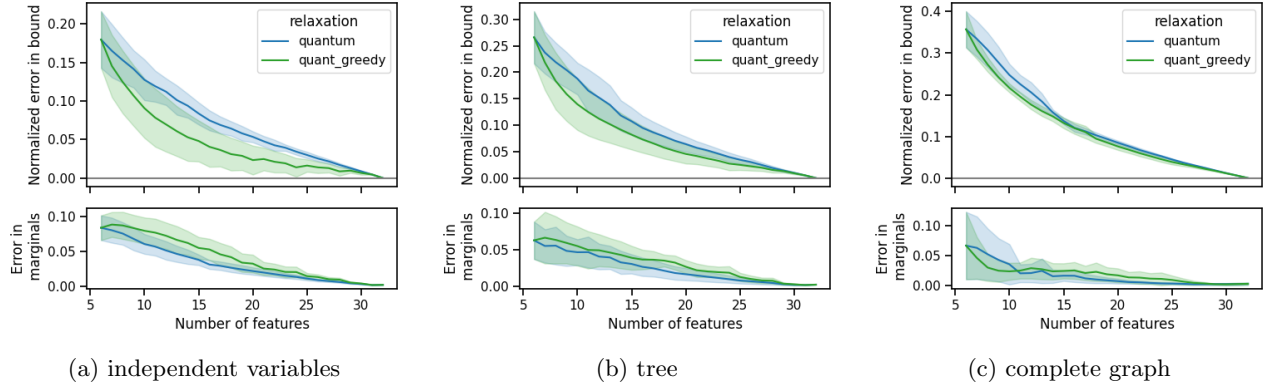 Normalized error in bound
0.20
0.15
0.10
0.05
0.00
relaxation
quantum
quant_greedy
Error in
marginals
0.10
0.05
0.00
5 10 15 20 25 30
Number of features
(a) independent variables
Normalized error in bound
0.30
0.25
0.20
0.15
0.10
0.05
0.00
relaxation
quantum
quant_greedy
Error in
marginals
0.10
0.05
0.00
5 10 15 20 25 30
Number of features
(b) tree
Normalized error in bound
0.4
0.3
0.2
0.1
0.0
relaxation
quantum
quant_greedy
Error in
marginals
0.10
0.05
0.00
5 10 15 20 25 30
Number of features
(c) complete graph